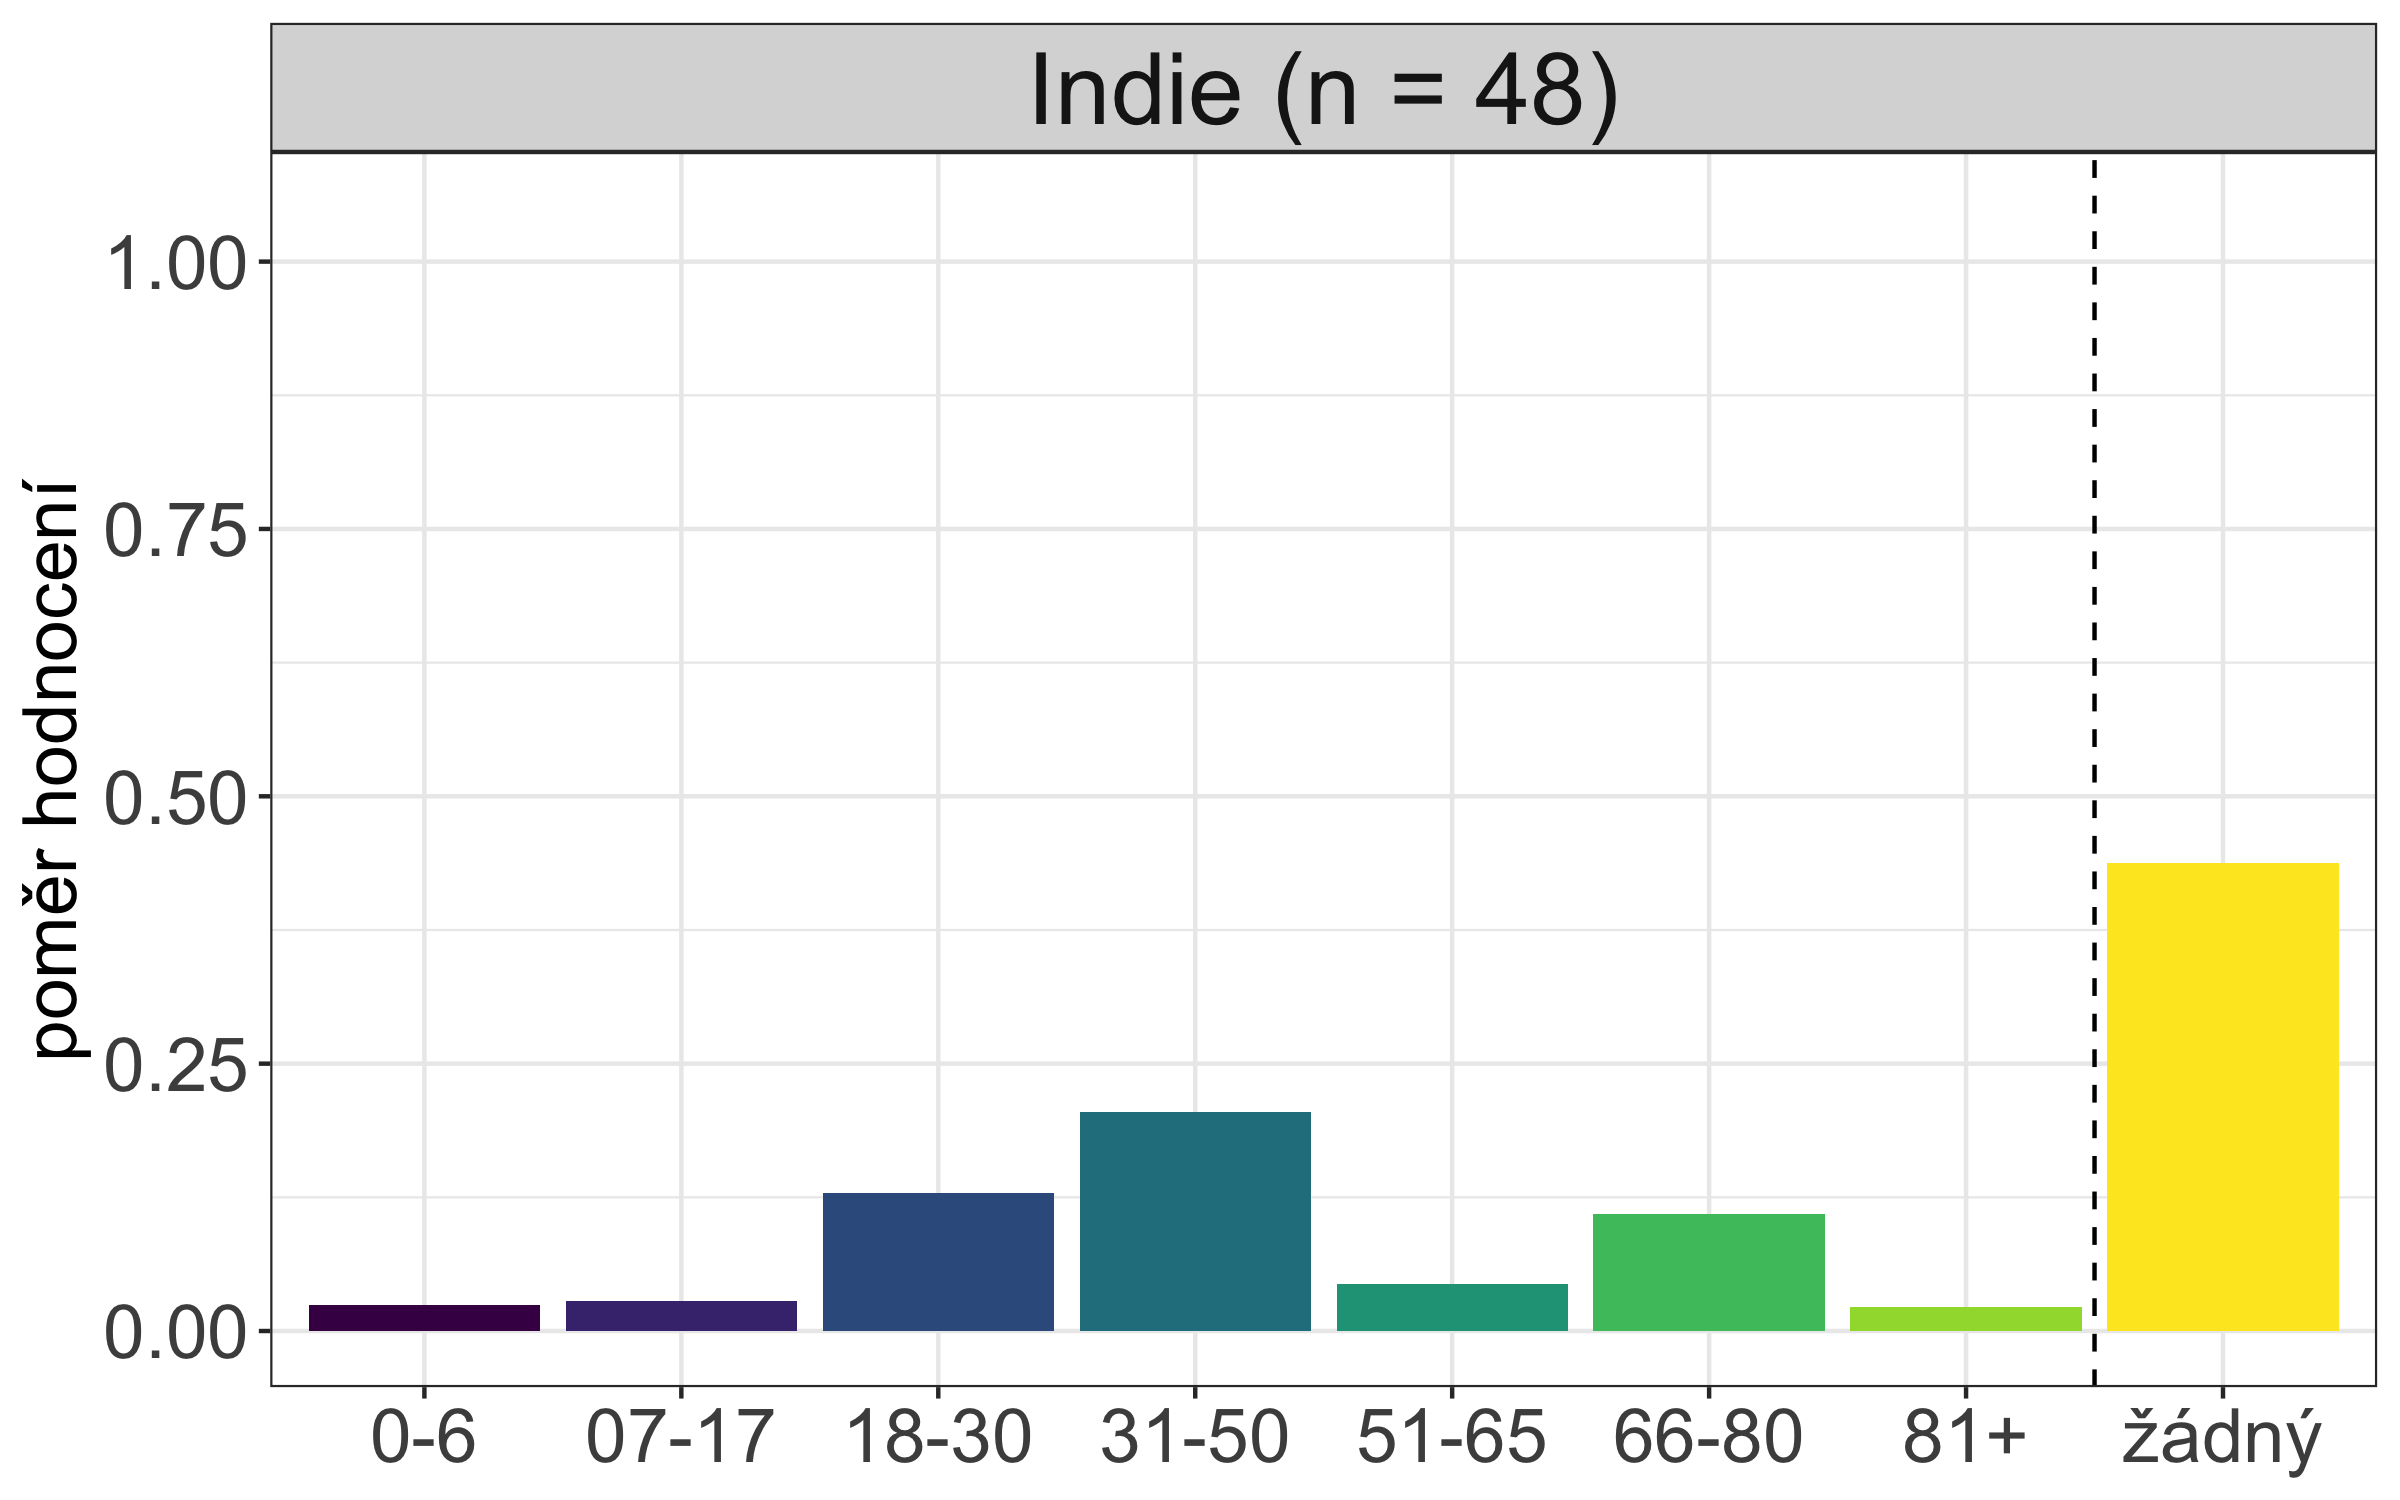 Indie (n = 48)
poměr hodnocení
1.00
0.75
0.50
0.25
0.00
0-6 07-17 18-30 31-50 51-65 66-80 81+ žádný